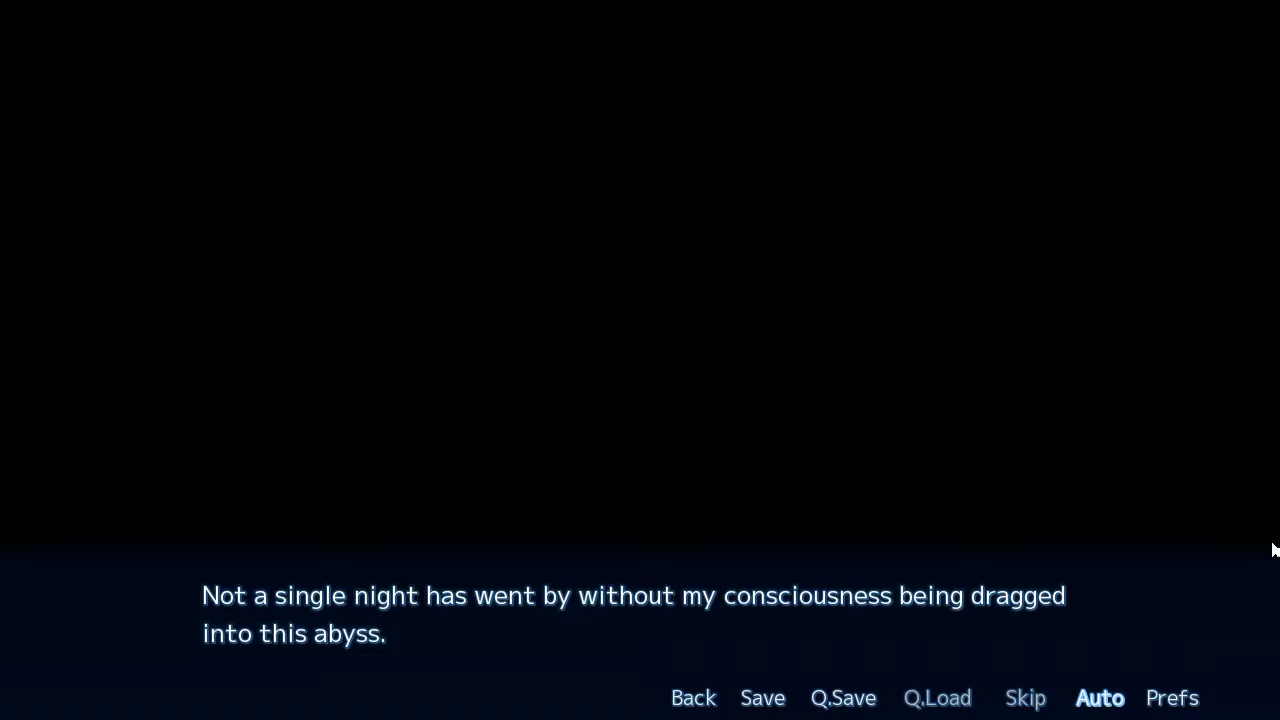 Not a single night has went by without my consciousness being dragged
into this abyss.
Back Save Q.Save Q.Load Skip Auto Prefs